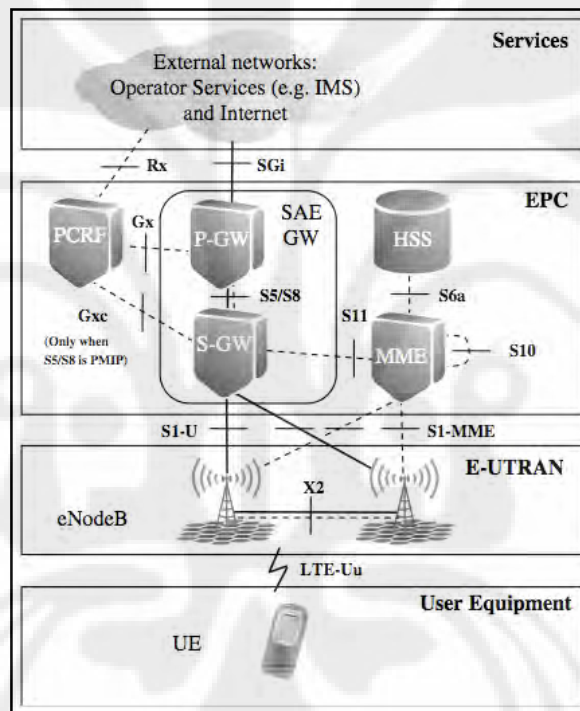 Services
External networks:
Operator Services (e.g. IMS)
and Internet
Rx
SGi
EPC
SAE
GW
PCRF
Gx
P-GW
HSS
S5/S8
S6a
Gxc
(Only when
S5/S8 is PMIP)
S-GW
S11
MME
S10
S1-U
S1-MME
E-UTRAN
X2
eNodeB
LTE-Uu
User Equipment
UE